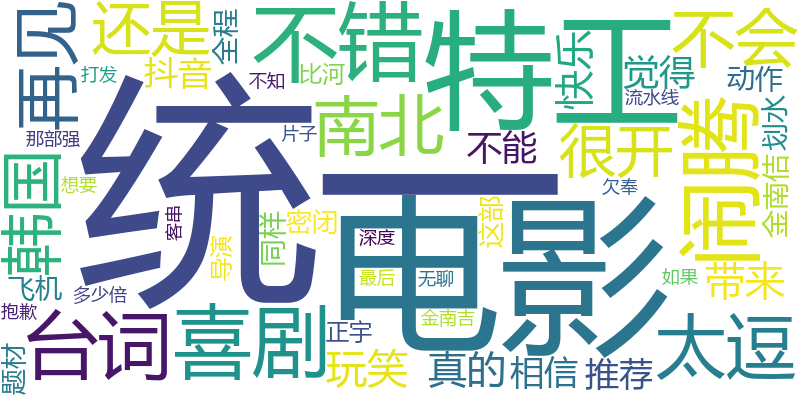 再见
还是
全程
不错
特工
不会
打发
抖音
不知
比河
快乐
觉得
动作
流水线
那部强
片子
南北
不能
很开
闹腾
划水
金南佶
韩国
想要
统一
客串
导演
同样
密闭
深度
这部
欠奉
电影
飞机
多少倍
最后
无聊
如果
带来
抱歉
台词
喜剧
正宇
金南吉
太逗
题材
玩笑
真的
相信
推荐